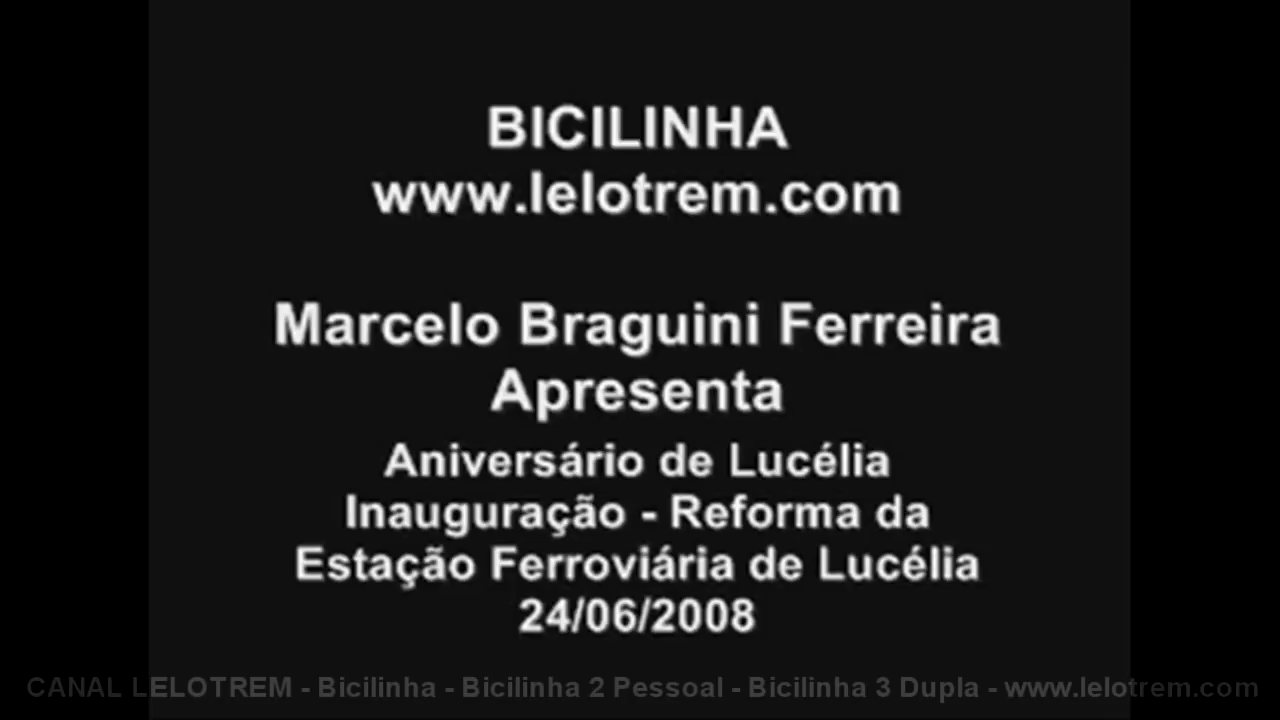 BICILINHA
www.lelotrem.com
Marcelo Braguini Ferreira
Apresenta
Aniversário de Lucélia
Inauguração - Reforma da
Estação Ferroviária de Lucélia
24/06/2008
CANAL LELOTREM - Bicilinha - Bicilinha 2 Pessoal - Bicilinha 3 Dupla - www.lelotrem.com